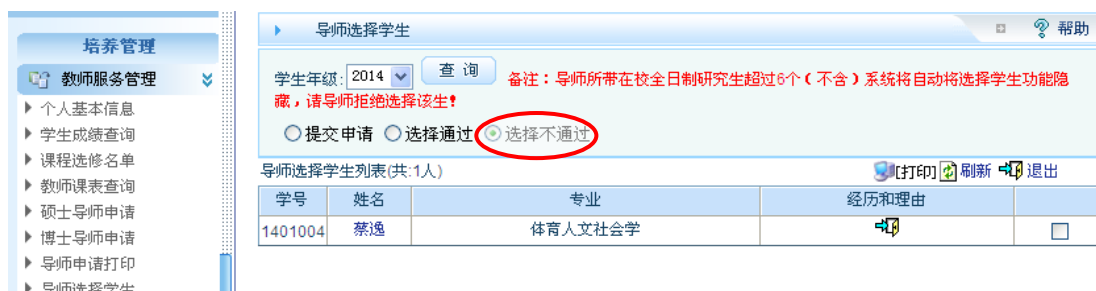 培养管理
教师服务管理
个人基本信息
学生成绩查询
课程选修名单
教师课表查询
硕士导师申请
博士导师申请
导师申请打印
导师选择学生
导师选择学生
帮助
学生年级: 2014 查 询 备注：导师所带在校全日制研究生超过6个（不含）系统将自动将选择学生功能隐
藏，请导师拒绝选择该生！
提交申请 选择通过 选择不通过
导师选择学生列表(共:1人) [打印] 刷新 退出
学号 姓名 专业 经历和理由
1401004 蔡逸 体育人文社会学